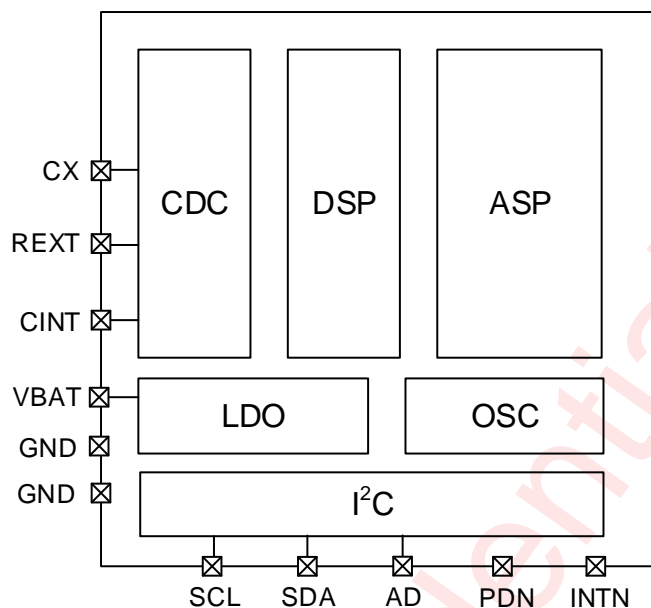 CX
REXT
CINT
VBAT
GND
GND
CDC
DSP
ASP
LDO
OSC
I²C
SCL SDA AD PDN INTN